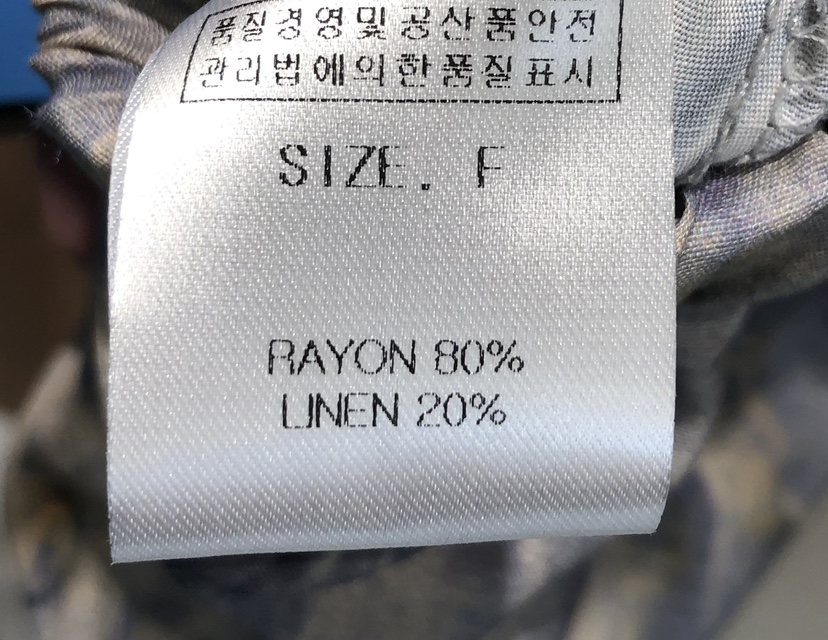 품질경영및공산품안전
관리법에의한품질표시
SIZE. F
RAYON 80%
LINEN 20%